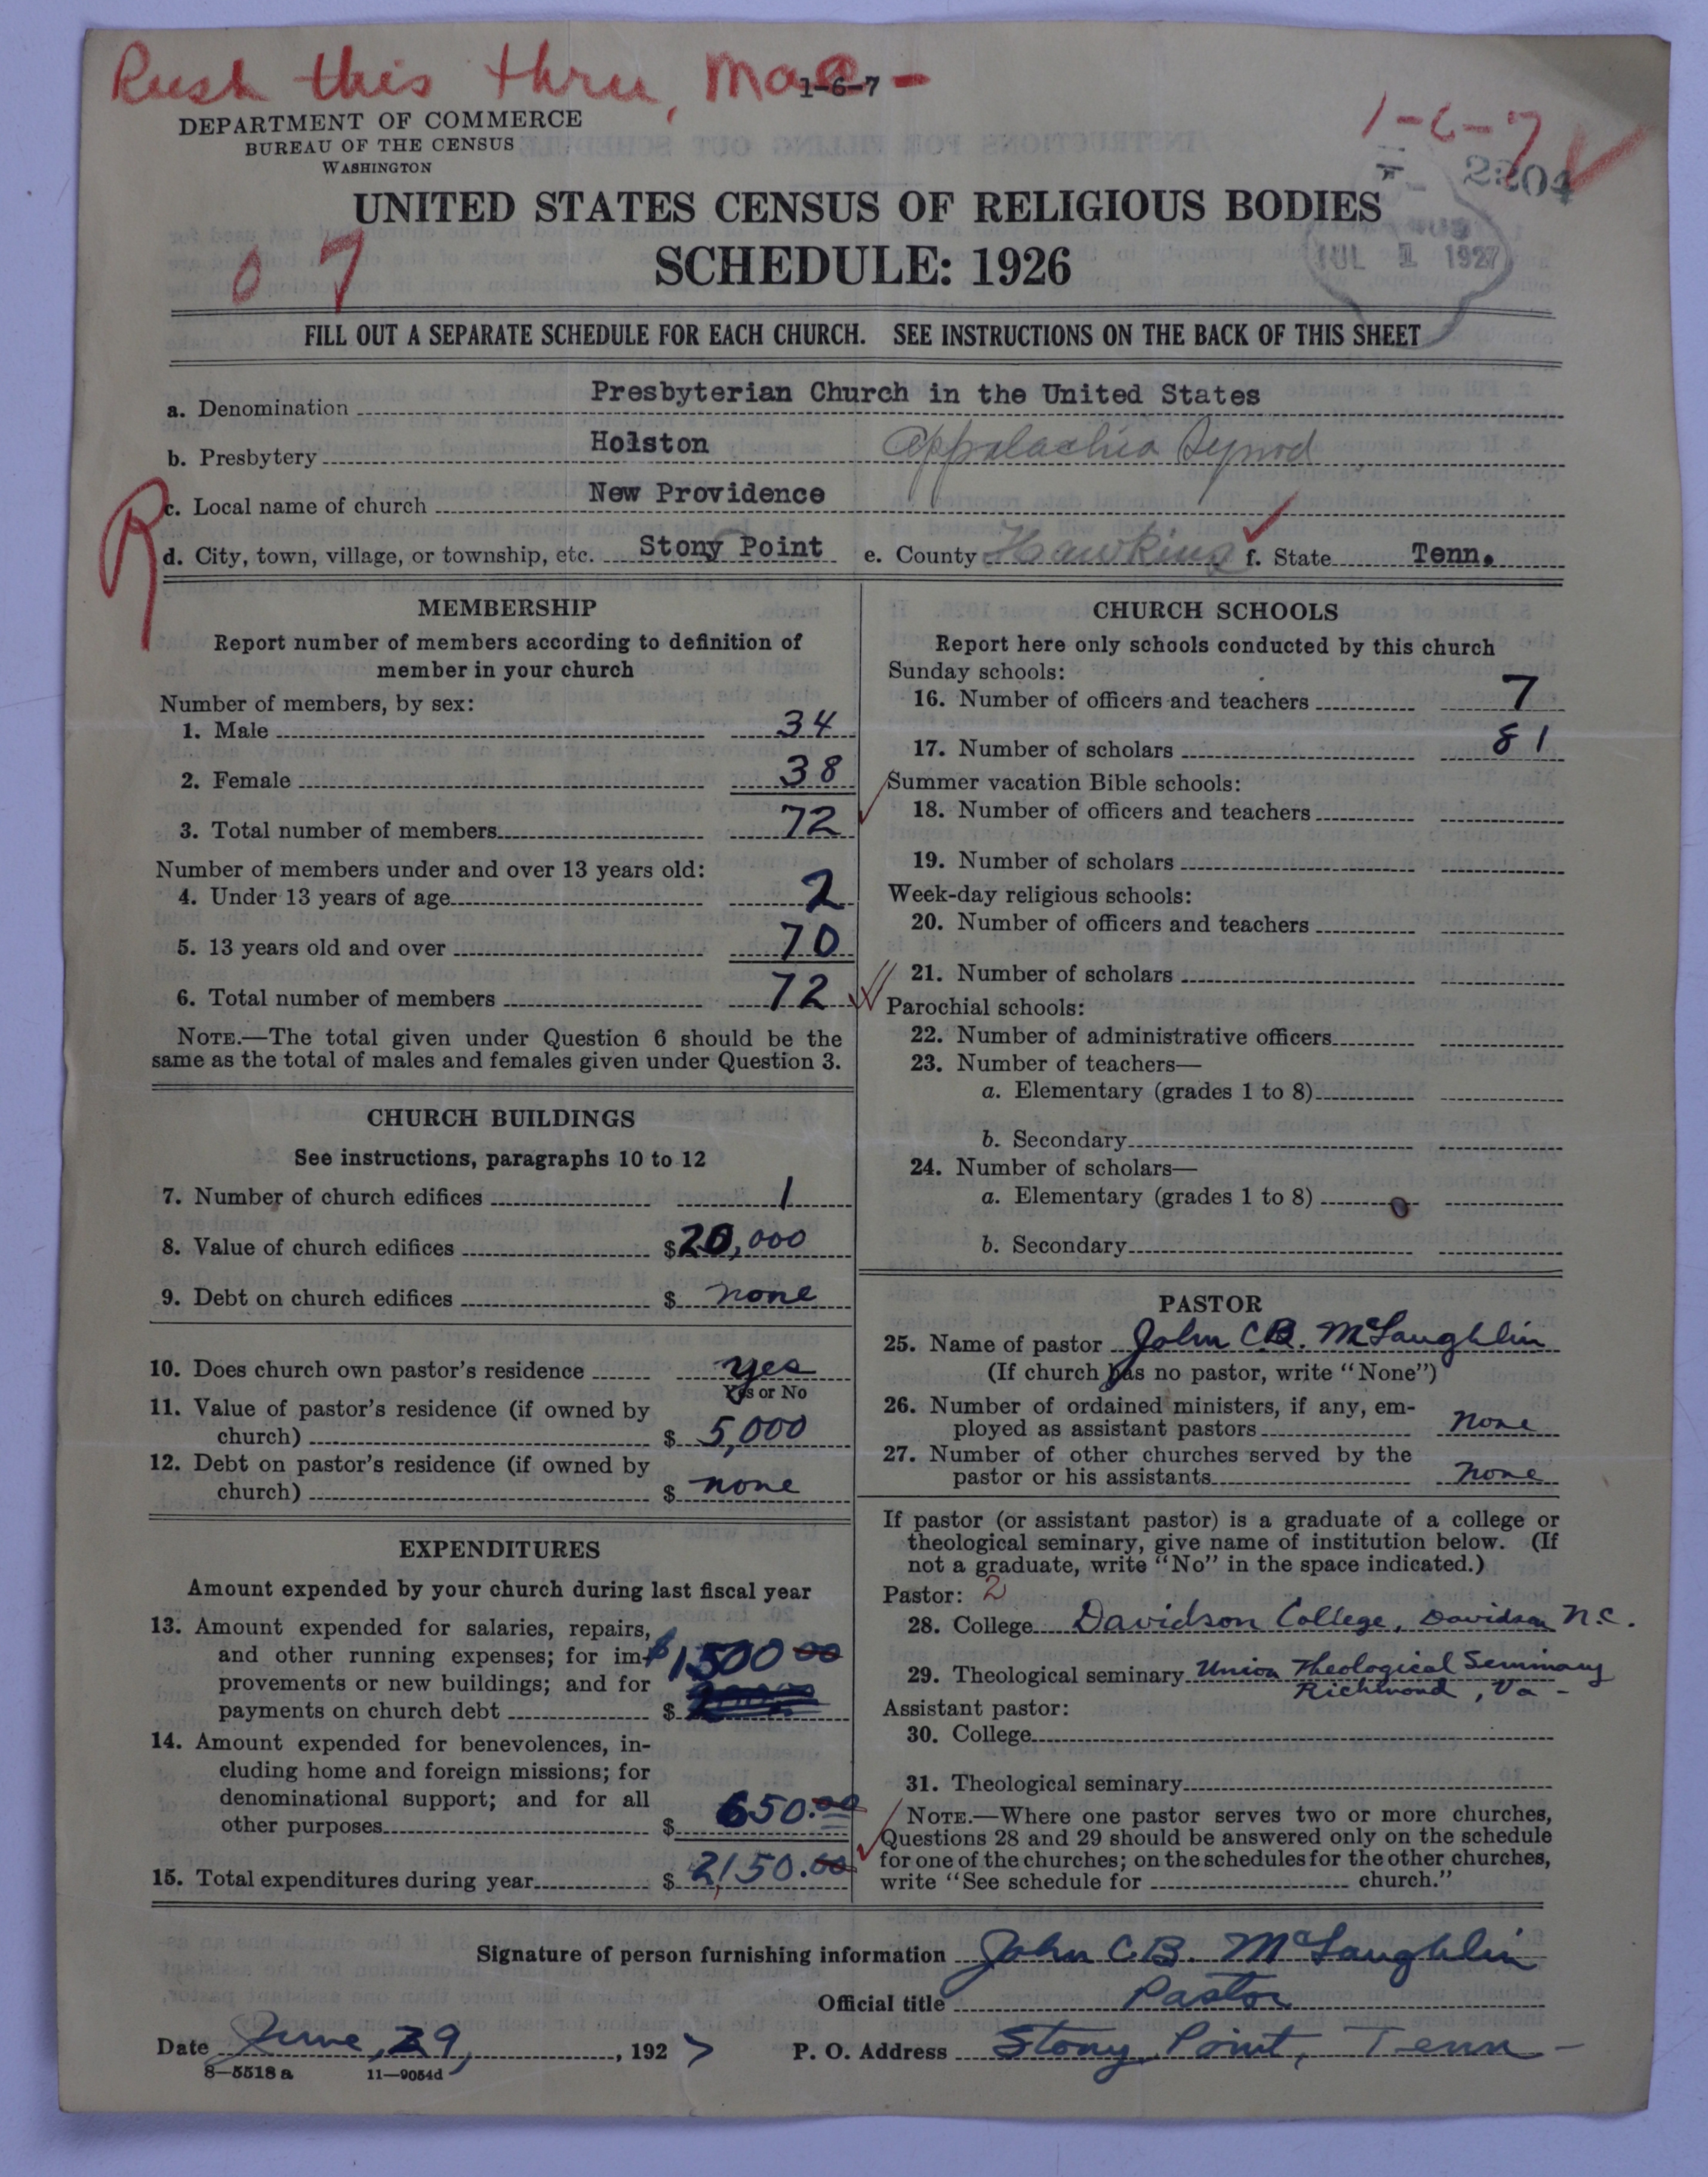 Rush this thru, Mac -
1-6-7
1-6-7
DEPARTMENT OF COMMERCE
BUREAU OF THE CENSUS
WASHINGTON
2204
UNITED STATES CENSUS OF RELIGIOUS BODIES
SCHEDULE: 1926
07
JUL 1 1927
FILL OUT A SEPARATE SCHEDULE FOR EACH CHURCH. SEE INSTRUCTIONS ON THE BACK OF THIS SHEET
a. Denomination Presbyterian Church in the United States
b. Presbytery Holston Appalachia Synod
R
c. Local name of church New Providence
d. City, town, village, or township, etc. Stony Point e. County Hawkins f. State Tenn.
MEMBERSHIP
Report number of members according to definition of
member in your church
Number of members, by sex:
1. Male 34
2. Female 38
3. Total number of members 72
Number of members under and over 13 years old:
4. Under 13 years of age 2
5. 13 years old and over 70
6. Total number of members 72
NOTE.—The total given under Question 6 should be the
same as the total of males and females given under Question 3.
CHURCH BUILDINGS
See instructions, paragraphs 10 to 12
7. Number of church edifices 1
8. Value of church edifices $20,000
9. Debt on church edifices $ none
10. Does church own pastor's residence yes
Yes or No
11. Value of pastor's residence (if owned by
church) $ 5,000
12. Debt on pastor's residence (if owned by
church) $ none
EXPENDITURES
Amount expended by your church during last fiscal year
13. Amount expended for salaries, repairs,
and other running expenses; for im- $1500 00
provements or new buildings; and for
payments on church debt $
14. Amount expended for benevolences, in-
cluding home and foreign missions; for
denominational support; and for all
other purposes $ 650.00
15. Total expenditures during year $ 2,150.00
CHURCH SCHOOLS
Report here only schools conducted by this church
Sunday schools:
16. Number of officers and teachers 7
17. Number of scholars 81
Summer vacation Bible schools:
18. Number of officers and teachers
19. Number of scholars
Week-day religious schools:
20. Number of officers and teachers
21. Number of scholars
Parochial schools:
22. Number of administrative officers
23. Number of teachers—
a. Elementary (grades 1 to 8)
b. Secondary
24. Number of scholars—
a. Elementary (grades 1 to 8)
b. Secondary
PASTOR
25. Name of pastor John C.B. McLaughlin
(If church has no pastor, write "None")
26. Number of ordained ministers, if any, em-
ployed as assistant pastors none
27. Number of other churches served by the
pastor or his assistants none
If pastor (or assistant pastor) is a graduate of a college or
theological seminary, give name of institution below. (If
not a graduate, write "No" in the space indicated.)
Pastor: 2
28. College Davidson College, Davidson N.C.
29. Theological seminary Union Theological Seminary
Richmond, Va -
Assistant pastor:
30. College
31. Theological seminary
NOTE.—Where one pastor serves two or more churches,
Questions 28 and 29 should be answered only on the schedule
for one of the churches; on the schedules for the other churches,
write "See schedule for church."
Signature of person furnishing information John C.B. McLaughlin
Official title Pastor
Date June, 29, 1927 P. O. Address Stony Point, Tenn -
8—5518 a 11—9054d